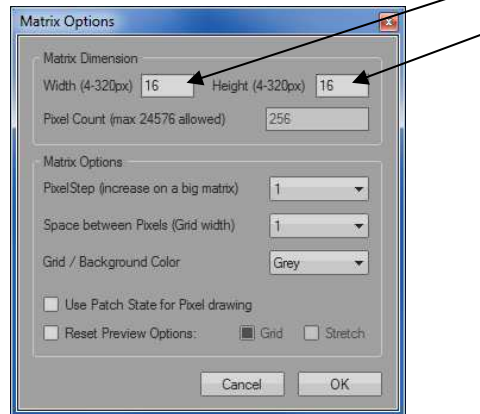 Matrix Options
Matrix Dimension
Width (4-320px) 16 Height (4-320px) 16
Pixel Count (max 24576 allowed) 256
Matrix Options
PixelStep (increase on a big matrix) 1
Space between Pixels (Grid width) 1
Grid / Background Color Grey
Use Patch State for Pixel drawing
Reset Preview Options: Grid Stretch
Cancel OK